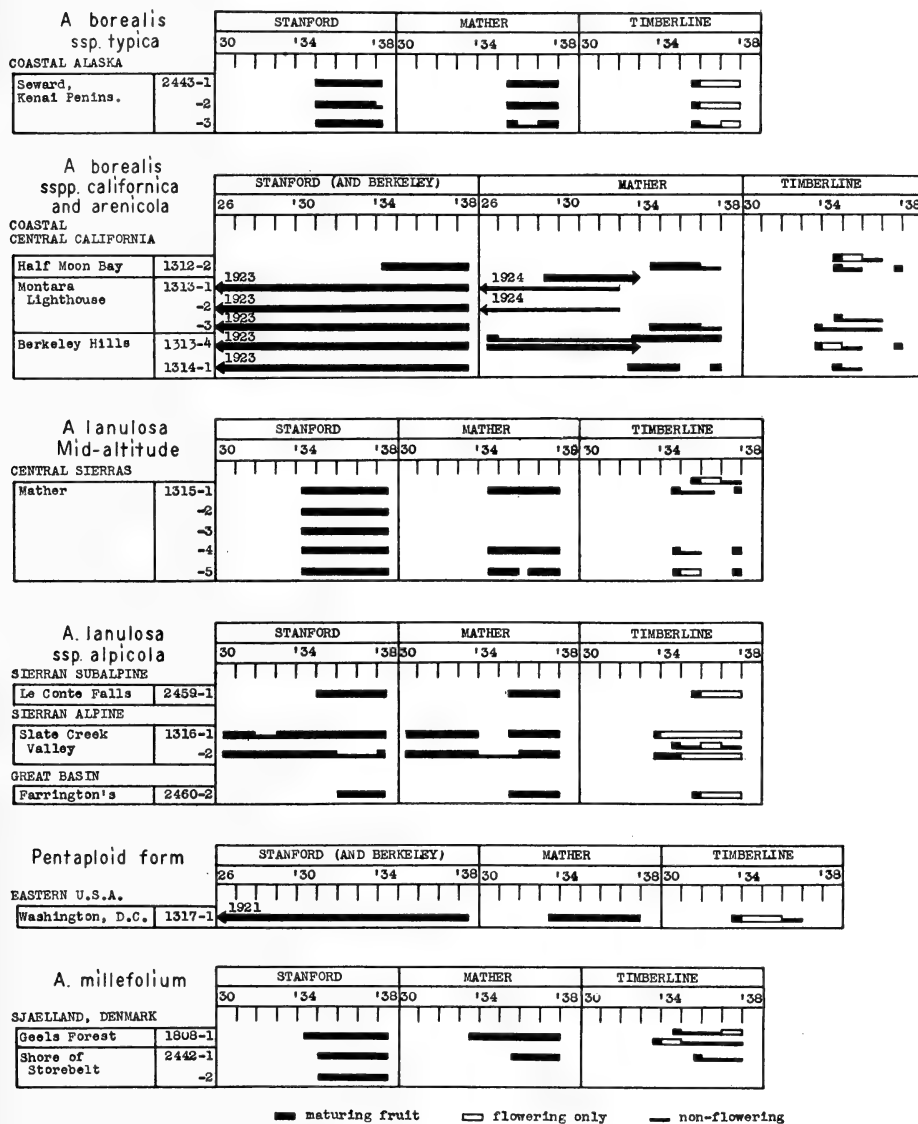 A borealis
ssp. typica
STANFORD MATHER TIMBERLINE
30 '34 '38 30 '34 '38 30 '34 '38
COASTAL ALASKA
Seward, 2443-1
Kenai Penins. -2
-3
A borealis
sspp. californica
and arenicola
STANFORD (AND BERKELEY) MATHER TIMBERLINE
26 '30 '34 '38 26 '30 '34 '38 30 '34 '38
COASTAL
CENTRAL CALIFORNIA
Half Moon Bay 1312-2
Montara 1313-1 1923 1924
Lighthouse -2 1923 1924
-3 1923
Berkeley Hills 1313-4 1923
1314-1 1923
A lanulosa
Mid-altitude
STANFORD MATHER TIMBERLINE
30 '34 '38 30 '34 '38 30 '34 '38
CENTRAL SIERRAS
Mather 1315-1
-2
-3
-4
-5
A. lanulosa
ssp. alpicola
STANFORD MATHER TIMBERLINE
30 '34 '38 30 '34 '38 30 '34 '38
SIERRAN SUBALPINE
Le Conte Falls 2459-1
SIERRAN ALPINE
Slate Creek 1316-1
Valley -2
GREAT BASIN
Farrington's 2460-2
Pentaploid form
STANFORD (AND BERKELEY) MATHER TIMBERLINE
26 '30 '34 '38 30 '34 '38 30 '34 '38
EASTERN U.S.A.
Washington, D.C. 1317-1 1921
A. millefolium
STANFORD MATHER TIMBERLINE
30 '34 '38 30 '34 '38 30 '34 '38
SJAELLAND, DENMARK
Geels Forest 1808-1
Shore of 2442-1
Storebelt -2
maturing fruit flowering only non-flowering